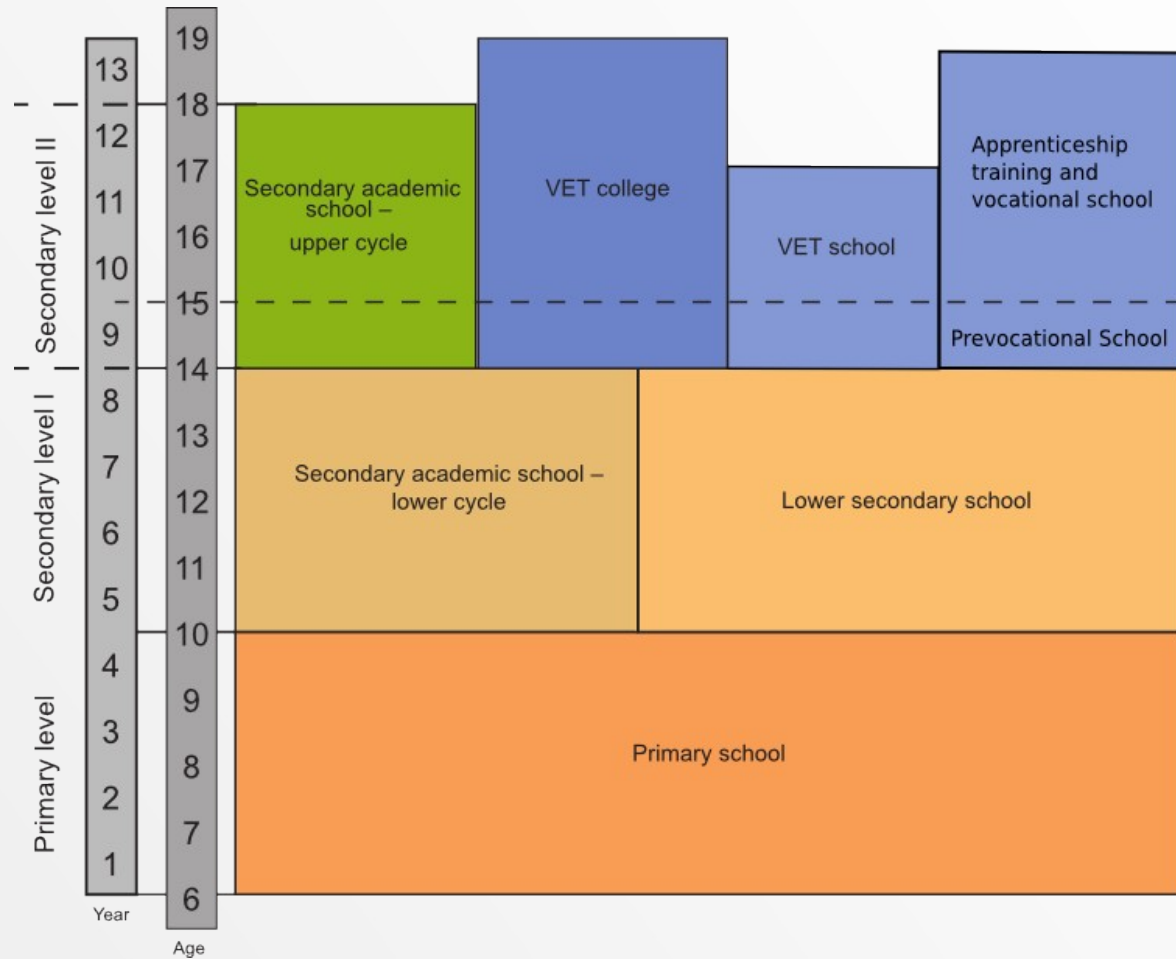 19
13
18
12
17
11
16
10
15
9
14
8
13
7
12
6
11
5
10
4
9
3
8
2
7
1
6
Year
Age
Secondary level II
Secondary level I
Primary level
Secondary academic
school –
upper cycle
VET college
VET school
Apprenticeship
training and
vocational school
Prevocational School
Secondary academic school –
lower cycle
Lower secondary school
Primary school